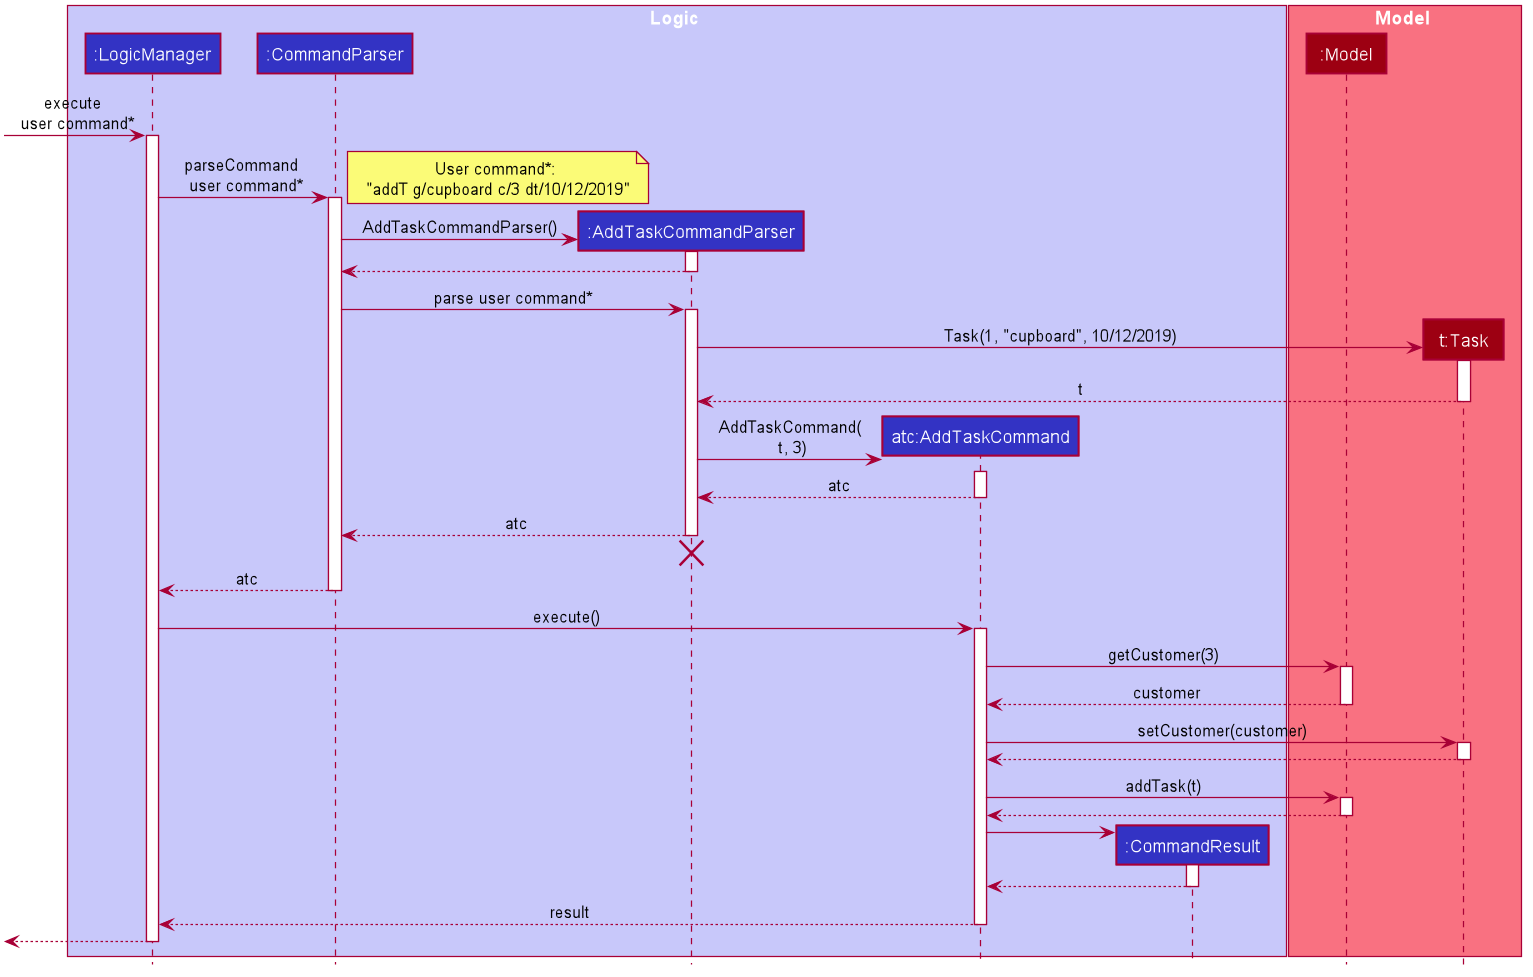 Logic
Model
:LogicManager
:CommandParser
:Model
execute
user command*
parseCommand
user command*
User command*:
"addT g/cupboard c/3 dt/10/12/2019"
AddTaskCommandParser()
:AddTaskCommandParser
parse user command*
Task(1, "cupboard", 10/12/2019)
t:Task
t
AddTaskCommand(
t, 3)
atc:AddTaskCommand
atc
atc
atc
execute()
getCustomer(3)
customer
setCustomer(customer)
addTask(t)
:CommandResult
result